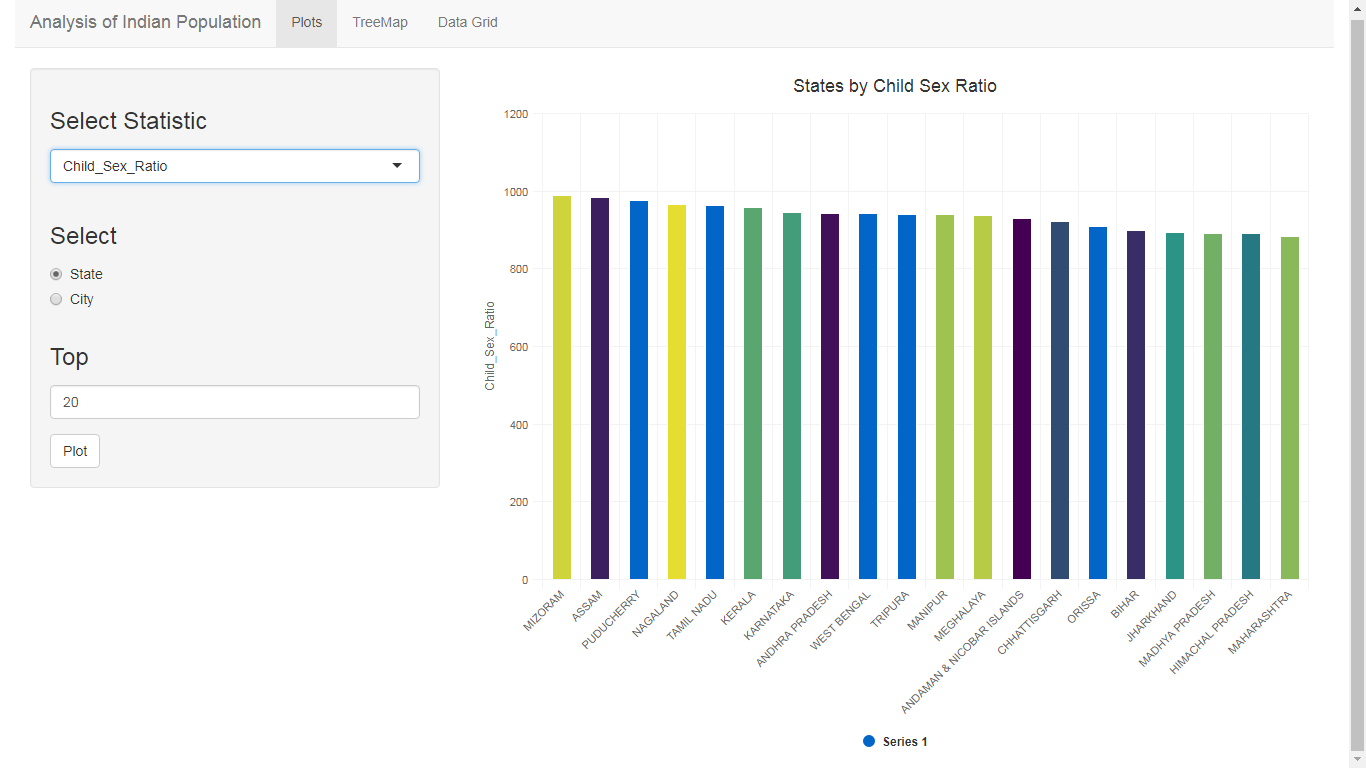 Analysis of Indian Population Plots TreeMap Data Grid
Select Statistic
Child_Sex_Ratio
Select
State
City
Top
20
Plot
States by Child Sex Ratio
Child_Sex_Ratio
1200
1000
800
600
400
200
0
MIZORAM
ASSAM
PUDUCHERRY
NAGALAND
TAMIL NADU
KERALA
KARNATAKA
ANDHRA PRADESH
WEST BENGAL
TRIPURA
MANIPUR
MEGHALAYA
ANDAMAN & NICOBAR ISLANDS
CHHATTISGARH
ORISSA
BIHAR
JHARKHAND
MADHYA PRADESH
HIMACHAL PRADESH
MAHARASHTRA
Series 1